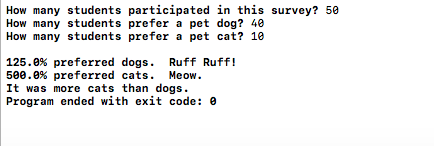 How many students participated in this survey? 50
How many students prefer a pet dog? 40
How many students prefer a pet cat? 10
125.0% preferred dogs.  Ruff Ruff!
500.0% preferred cats.  Meow.
It was more cats than dogs.
Program ended with exit code: 0